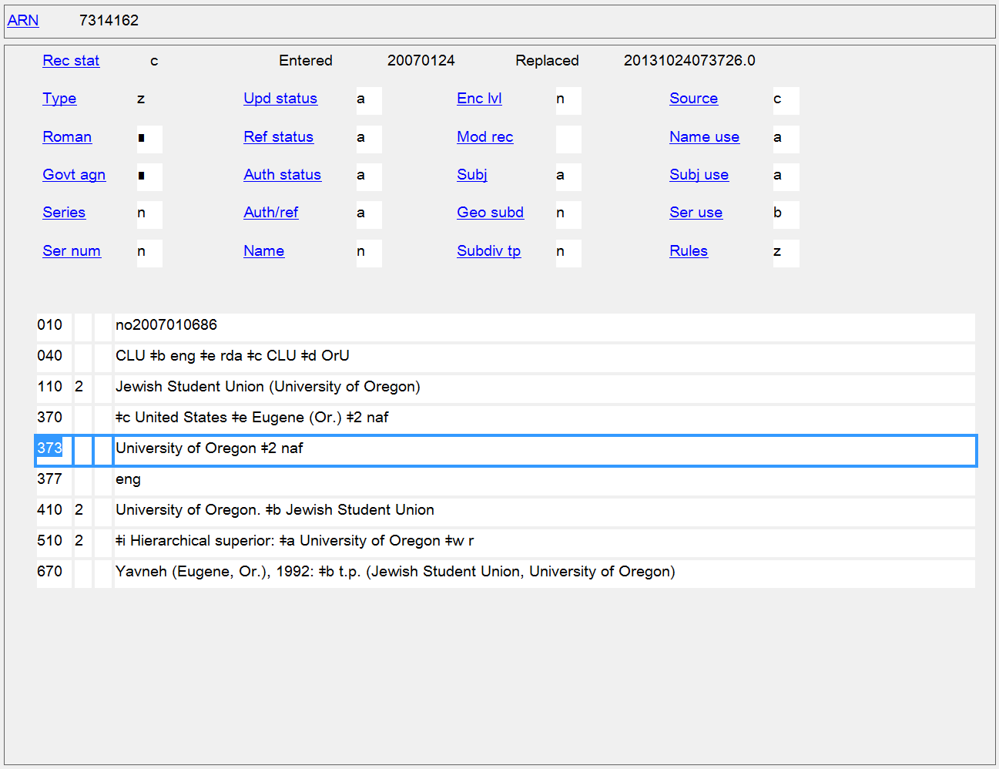 ARN 7314162
Rec stat c Entered 20070124 Replaced 20131024073726.0
Type z Upd status a Enc lvl n Source c
Roman ∎ Ref status a Mod rec Name use a
Govt agn ∎ Auth status a Subj a Subj use a
Series n Auth/ref a Geo subd n Ser use b
Ser num n Name n Subdiv tp n Rules z
010 no2007010686
040 CLU ǂb eng ǂe rda ǂc CLU ǂd OrU
110 2 Jewish Student Union (University of Oregon)
370 ǂc United States ǂe Eugene (Or.) ǂ2 naf
373 University of Oregon ǂ2 naf
377 eng
410 2 University of Oregon. ǂb Jewish Student Union
510 2 ǂi Hierarchical superior: ǂa University of Oregon ǂw r
670 Yavneh (Eugene, Or.), 1992: ǂb t.p. (Jewish Student Union, University of Oregon)